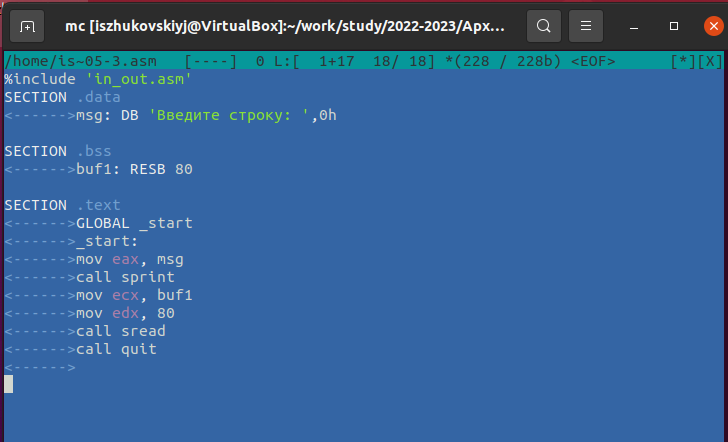 mc [iszhukovskiyj@VirtualBox]:~/work/study/2022-2023/Арх...
/home/is~05-3.asm   [----]  0 L:[  1+17  18/ 18] *(228 / 228b) <EOF>      [*][X]
%include 'in_out.asm'
SECTION .data
<------>msg: DB 'Введите строку: ',0h
SECTION .bss
<------>buf1: RESB 80
SECTION .text
<------>GLOBAL _start
<------>_start:
<------>mov eax, msg
<------>call sprint
<------>mov ecx, buf1
<------>mov edx, 80
<------>call sread
<------>call quit
<------>